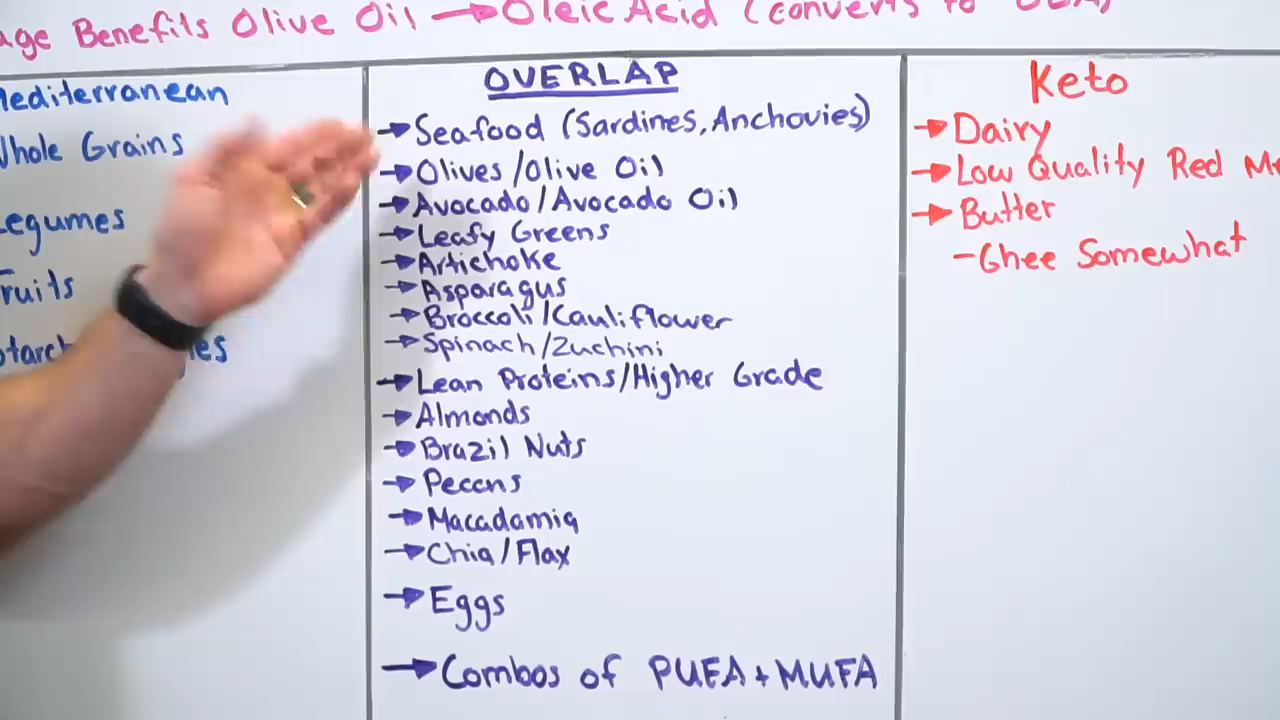 Benefits Olive Oil → Oleic Acid (converts to
Mediterranean
Whole Grains
Legumes
Fruits
OVERLAP
→ Seafood (Sardines, Anchovies)
→ Olives/Olive Oil
→ Avocado/Avocado Oil
→ Leafy Greens
→ Artichoke
→ Asparagus
→ Broccoli/Cauliflower
→ Spinach/Zuchini
→ Lean Proteins/Higher Grade
→ Almonds
→ Brazil Nuts
→ Pecans
→ Macadamia
→ Chia/Flax
→ Eggs
→ Combos of PUFA + MUFA
Keto
→ Dairy
→ Low Quality Red
→ Butter
- Ghee Somewhat